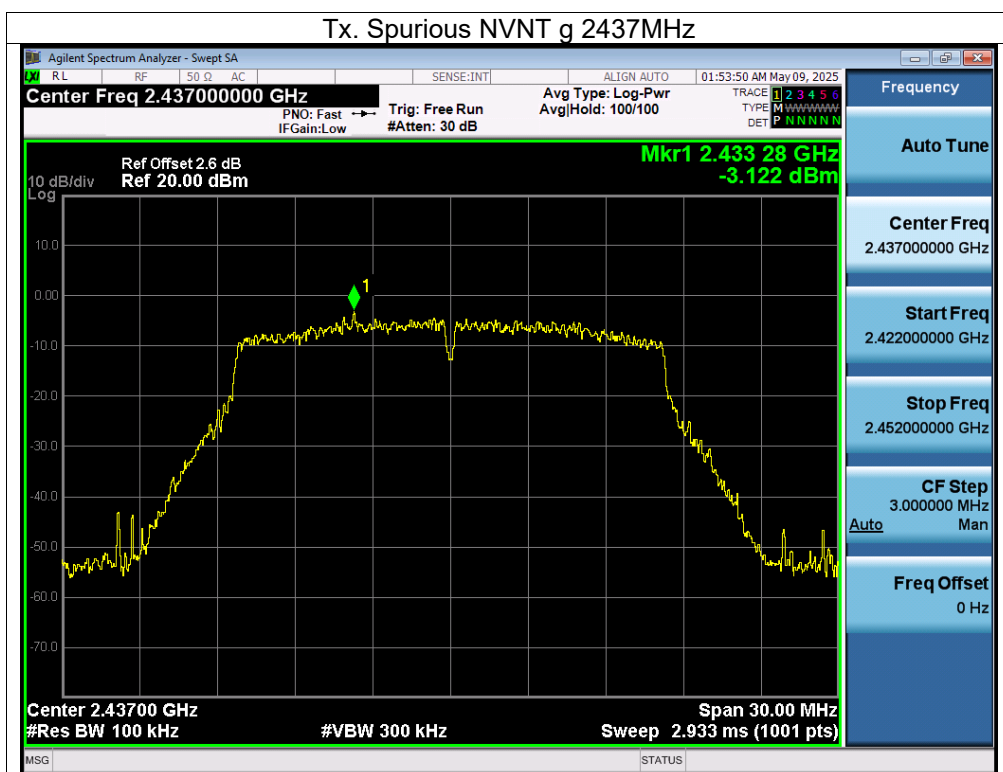 Tx. Spurious NVNT g 2437MHz
Agilent Spectrum Analyzer - Swept SA
LXI RL RF 50 Ω AC SENSE:INT ALIGN AUTO 01:53:50 AM May 09, 2025
Center Freq 2.437000000 GHz
PNO: Fast
IFGain:Low
Trig: Free Run
#Atten: 30 dB
Avg Type: Log-Pwr
Avg|Hold: 100/100
TRACE 1 2 3 4 5 6
TYPE M WWWWW
DET P N N N N N
Mkr1 2.433 28 GHz
-3.122 dBm
Ref Offset 2.6 dB
10 dB/div Ref 20.00 dBm
Log
10.0
0.00
-10.0
-20.0
-30.0
-40.0
-50.0
-60.0
-70.0
1
Center 2.43700 GHz Span 30.00 MHz
#Res BW 100 kHz #VBW 300 kHz Sweep 2.933 ms (1001 pts)
MSG STATUS
Frequency
Auto Tune
Center Freq
2.437000000 GHz
Start Freq
2.422000000 GHz
Stop Freq
2.452000000 GHz
CF Step
3.000000 MHz
Auto Man
Freq Offset
0 Hz